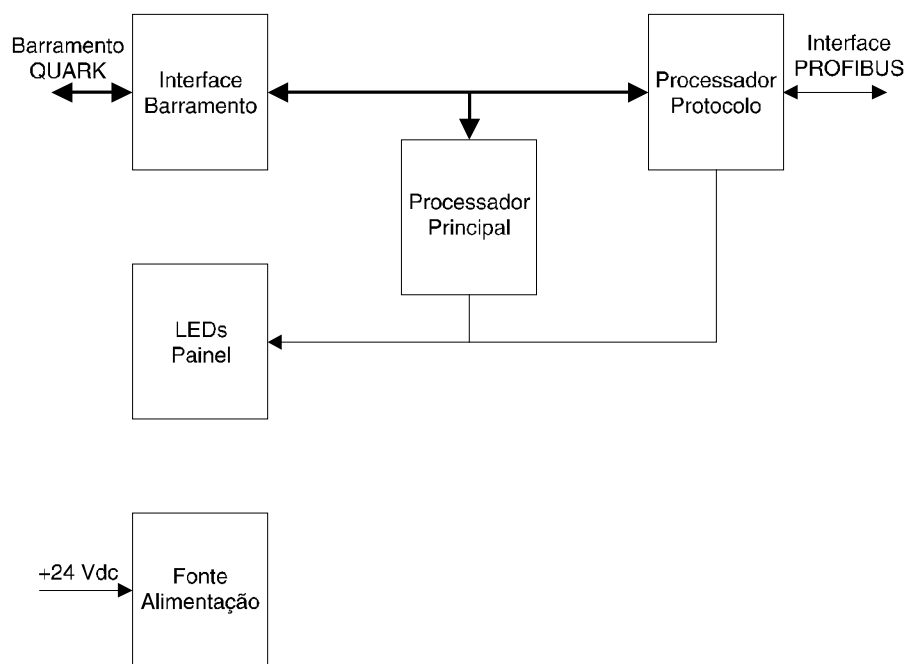 Barramento
QUARK
Interface
Barramento
Processador
Protocolo
Interface
PROFIBUS
Processador
Principal
LEDs
Painel
+24 Vdc
Fonte
Alimentação